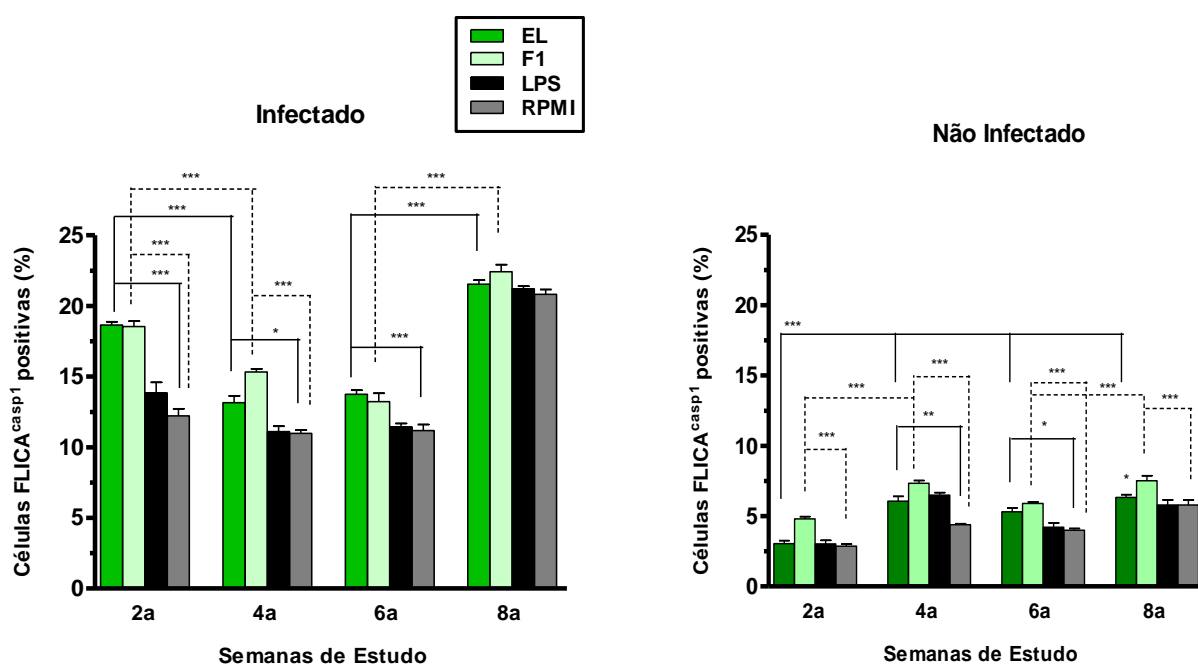 EL
F1
LPS
RPMI
Infectado
Não Infectado
***
***
***
***
***
***
***
*
***
25
20
15
10
5
0
Células FLICAcasp1 positivas (%)
2a
4a
6a
8a
Semanas de Estudo
***
***
***
***
***
***
***
**
*
*
25
20
15
10
5
0
Células FLICAcasp1 positivas (%)
2a
4a
6a
8a
Semanas de Estudo